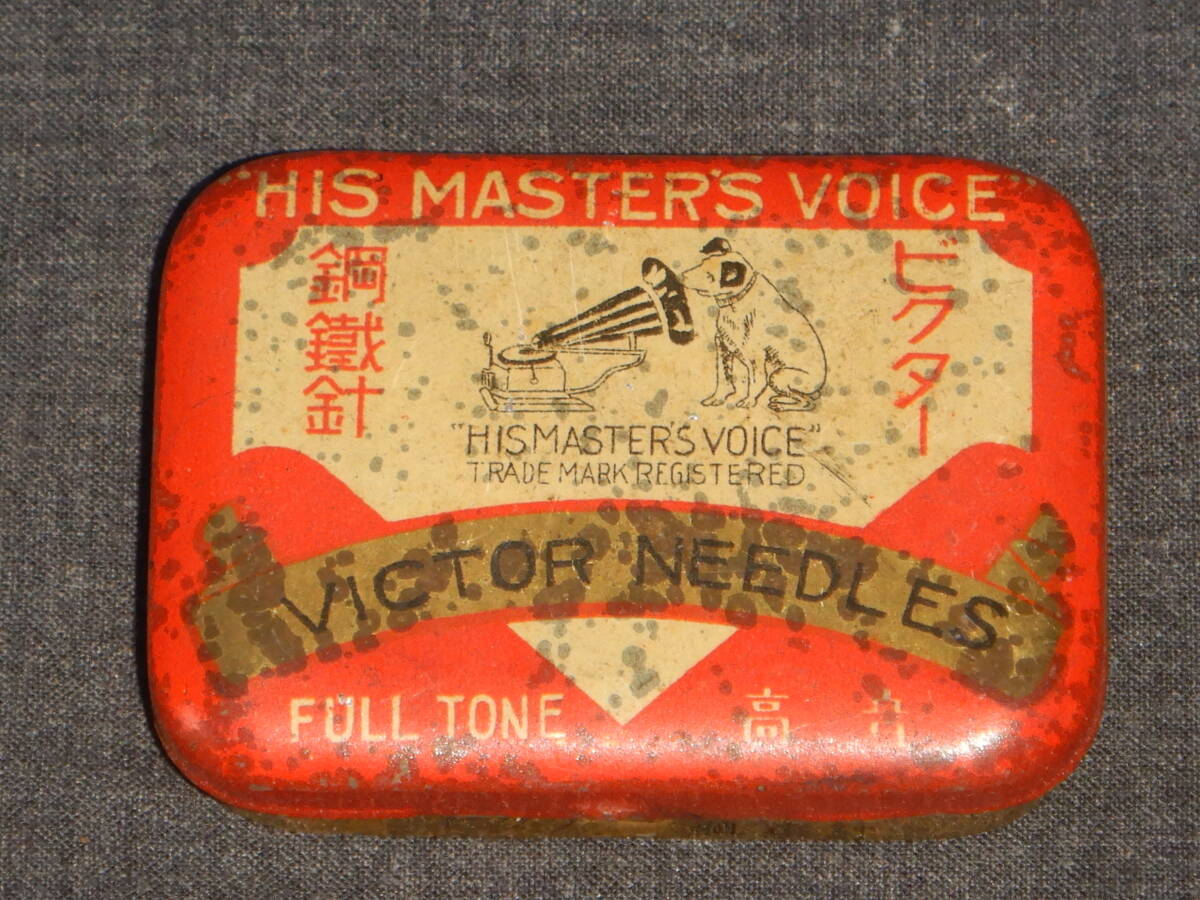 "HIS MASTER'S VOICE"
鋼鐵針
ビクター
"HIS MASTER'S VOICE"
TRADE MARK REGISTERED
VICTOR NEEDLES
FULL TONE
高